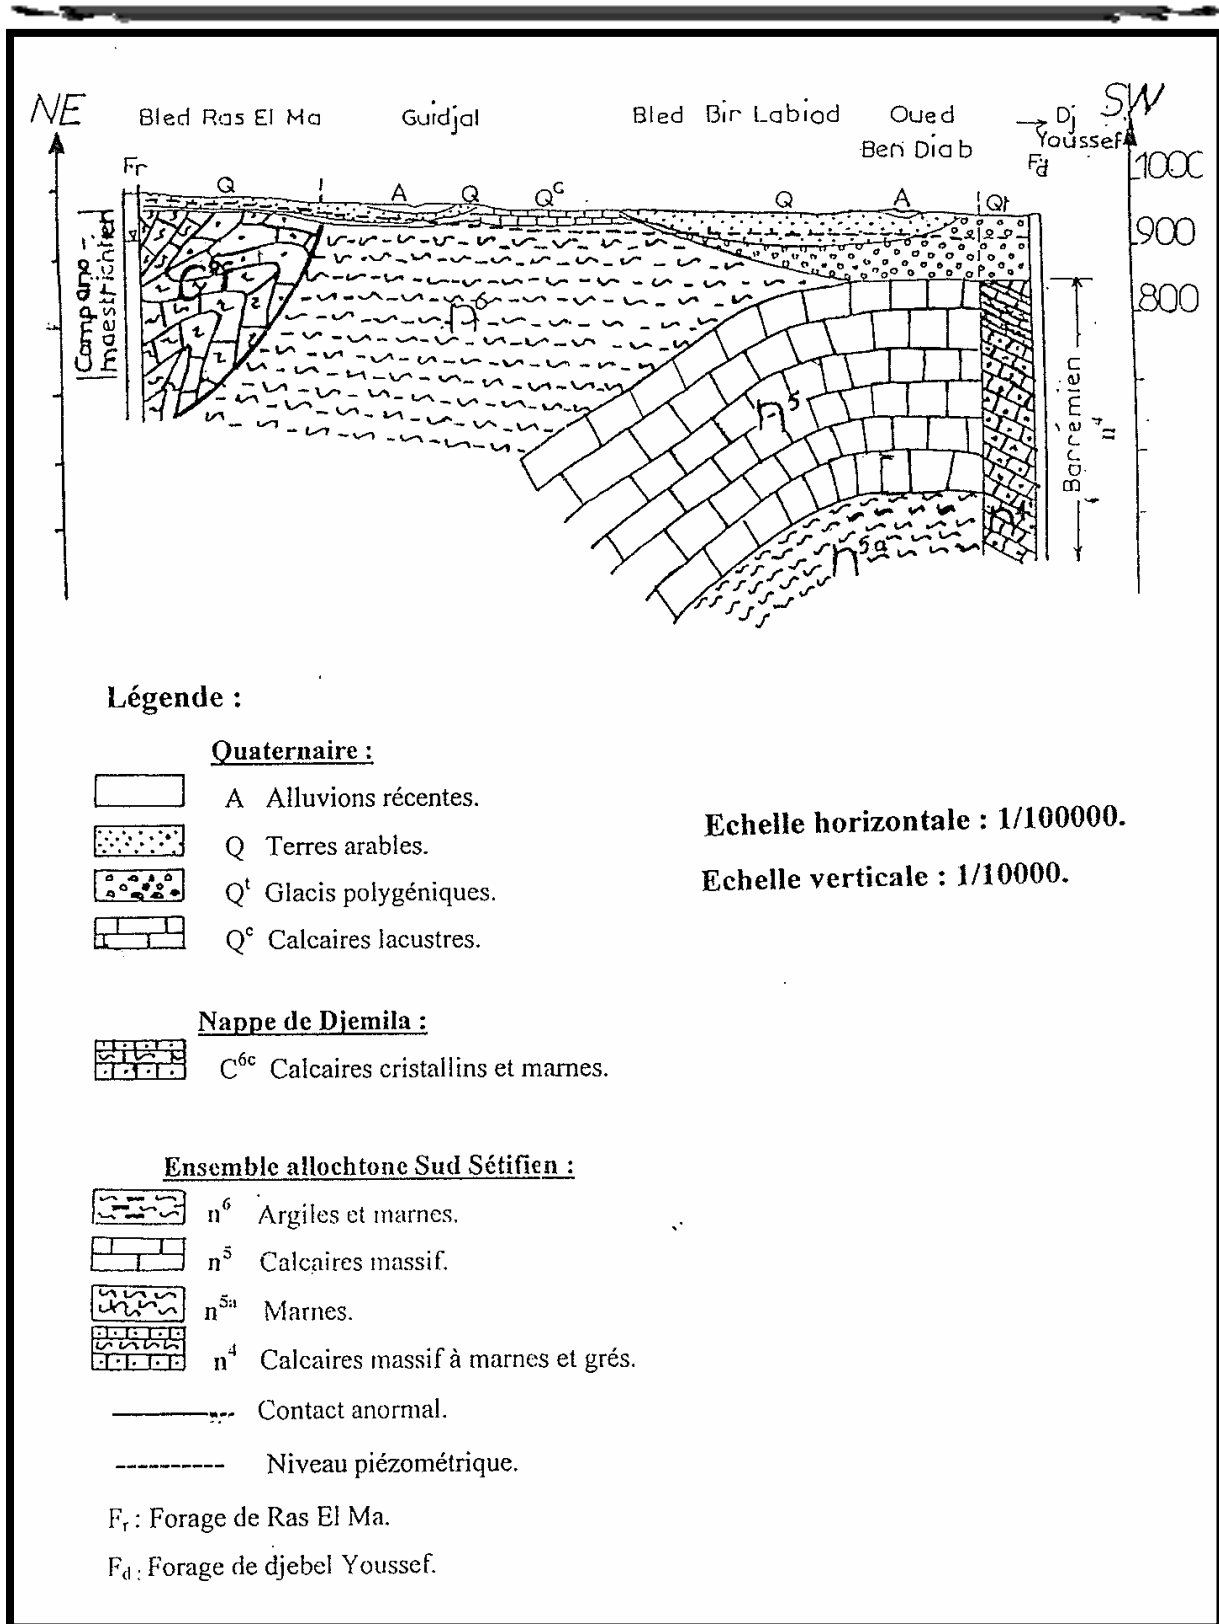 NE
SW
Bled Ras El Ma
Guidjal
Bled Bir Labiod
Oued
Ben Diab
→ Dj
Youssef
Fr
Fd
1000
900
800
Q
A
Q
Qc
Q
A
Qt
Campano-
maestrichien
C6c
n6
n5
n5a
n4
Barrémien
n4
Légende :
Quaternaire :
A Alluvions récentes.
Q Terres arables.
Qt Glacis polygéniques.
Qc Calcaires lacustres.
Echelle horizontale : 1/100000.
Echelle verticale : 1/10000.
Nappe de Djemila :
C6c Calcaires cristallins et marnes.
Ensemble allochtone Sud Sétifien :
n6 Argiles et marnes.
n5 Calcaires massif.
n5a Marnes.
n4 Calcaires massif à marnes et grés.
Contact anormal.
Niveau piézométrique.
Fr : Forage de Ras El Ma.
Fd : Forage de djebel Youssef.